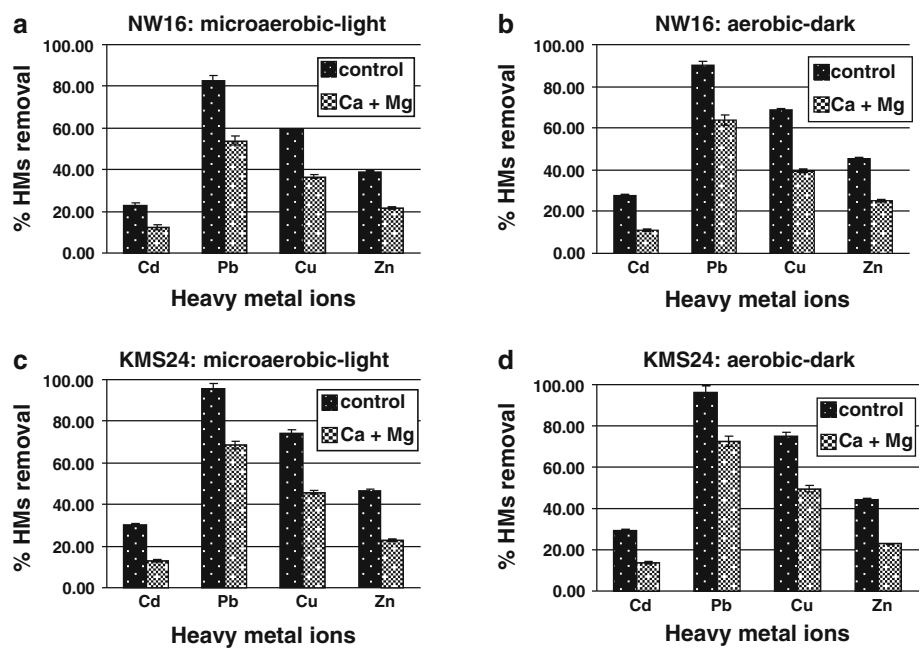 a
NW16: microaerobic-light
100.00
80.00
60.00
40.00
20.00
0.00
% HMs removal
control
Ca + Mg
Cd Pb Cu Zn
Heavy metal ions
b
NW16: aerobic-dark
100.00
80.00
60.00
40.00
20.00
0.00
% HMs removal
control
Ca + Mg
Cd Pb Cu Zn
Heavy metal ions
c
KMS24: microaerobic-light
100.00
80.00
60.00
40.00
20.00
0.00
% HMs removal
control
Ca + Mg
Cd Pb Cu Zn
Heavy metal ions
d
KMS24: aerobic-dark
100.00
80.00
60.00
40.00
20.00
0.00
% HMs removal
control
Ca + Mg
Cd Pb Cu Zn
Heavy metal ions